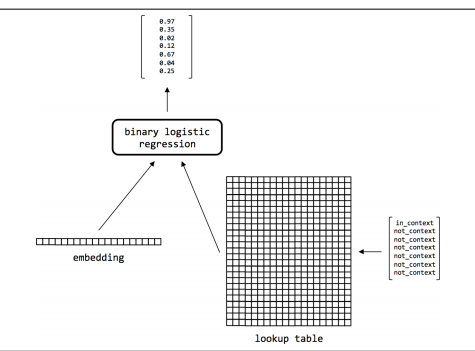 0.97
0.35
0.02
0.12
0.67
0.04
0.25
binary logistic
regression
embedding
in_context
not_context
not_context
not_context
not_context
not_context
not_context
lookup table